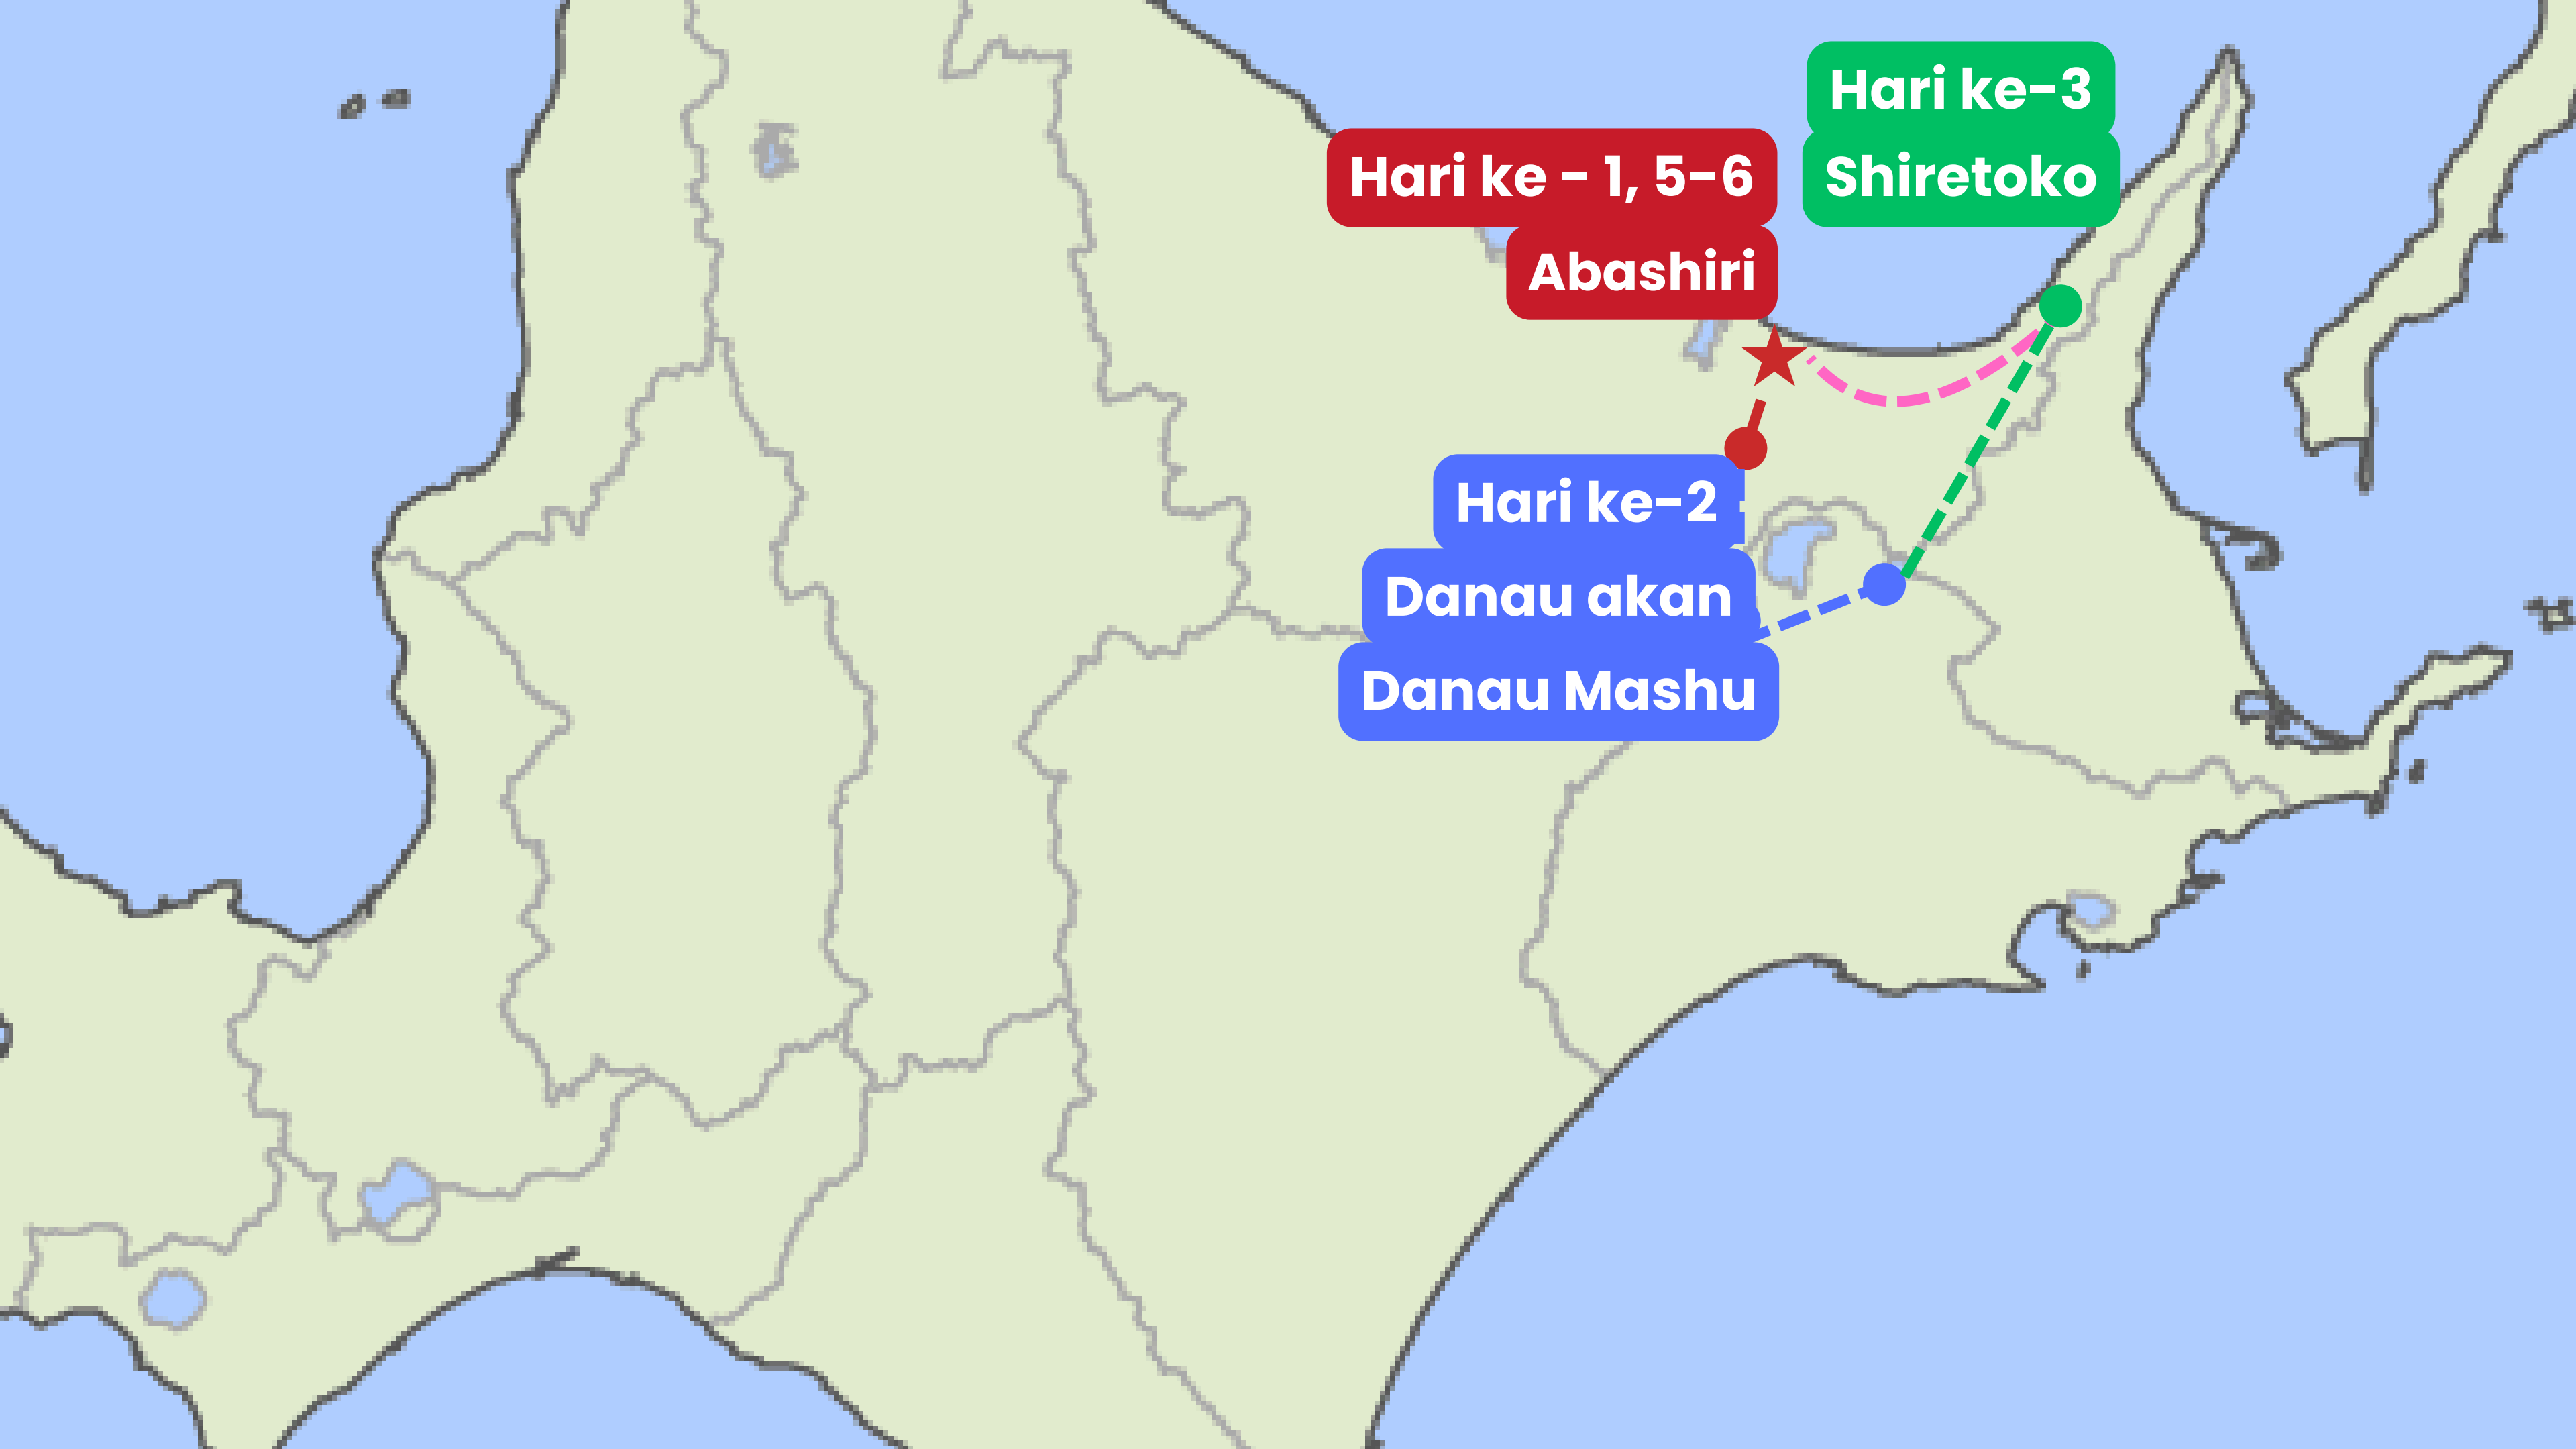 Hari ke-3
Shiretoko
Hari ke - 1, 5-6
Abashiri
Hari ke-2
Danau akan
Danau Mashu